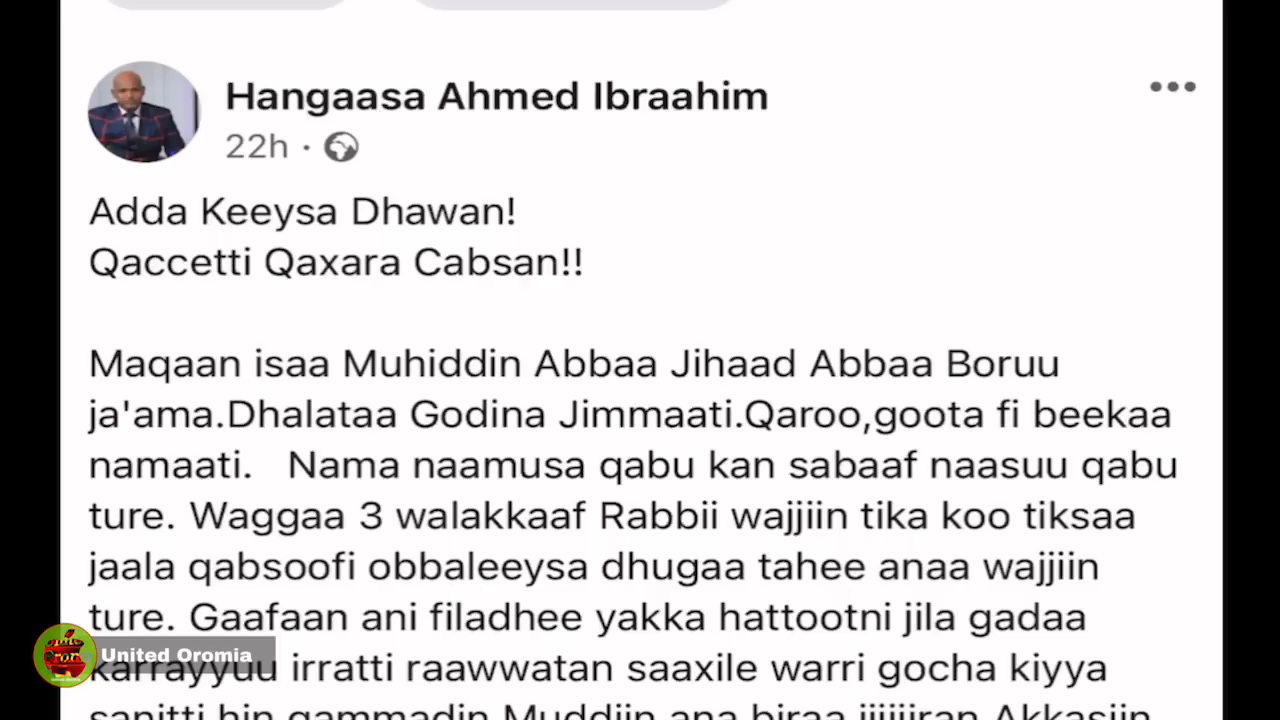 Hangaasa Ahmed Ibraahim
22h ·
Adda Keeysa Dhawan!
Qaccetti Qaxara Cabsan!!
Maqaan isaa Muhiddin Abbaa Jihaad Abbaa Boruu
ja'ama.Dhalataa Godina Jimmaati.Qaroo,goota fi beekaa
namaati. Nama naamusa qabu kan sabaaf naasuu qabu
ture. Waggaa 3 walakkaaf Rabbii wajjiin tika koo tiksaa
jaala qabsoofi obbaleeysa dhugaa tahee anaa wajjiin
ture. Gaafaan ani filadhee yakka hattootni jila gadaa
karrayyuu irratti raawwatan saaxile warri gocha kiyya
sanitti hin gammadin Muddiin ana biraa
United Oromia